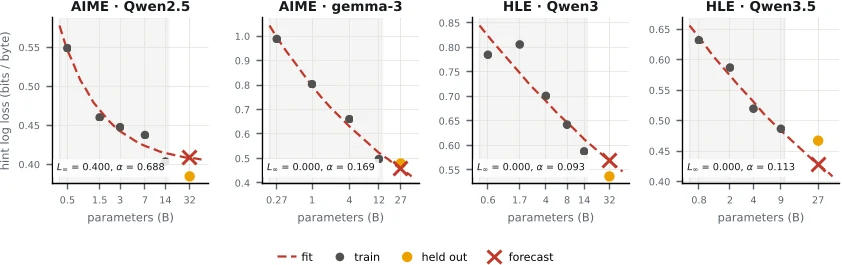 AIME · Qwen2.5
AIME · gemma-3
HLE · Qwen3
HLE · Qwen3.5
hint log loss (bits / byte)
0.55
0.50
0.45
0.40
L∞ = 0.400, α = 0.688
0.5 1.5 3 7 14 32
parameters (B)
1.0
0.9
0.8
0.7
0.6
0.5
0.4
L∞ = 0.000, α = 0.169
0.27 1 4 12 27
parameters (B)
0.85
0.80
0.75
0.70
0.65
0.60
0.55
L∞ = 0.000, α = 0.093
0.6 1.7 4 8 14 32
parameters (B)
0.65
0.60
0.55
0.50
0.45
0.40
L∞ = 0.000, α = 0.113
0.8 2 4 9 27
parameters (B)
fit train held out forecast